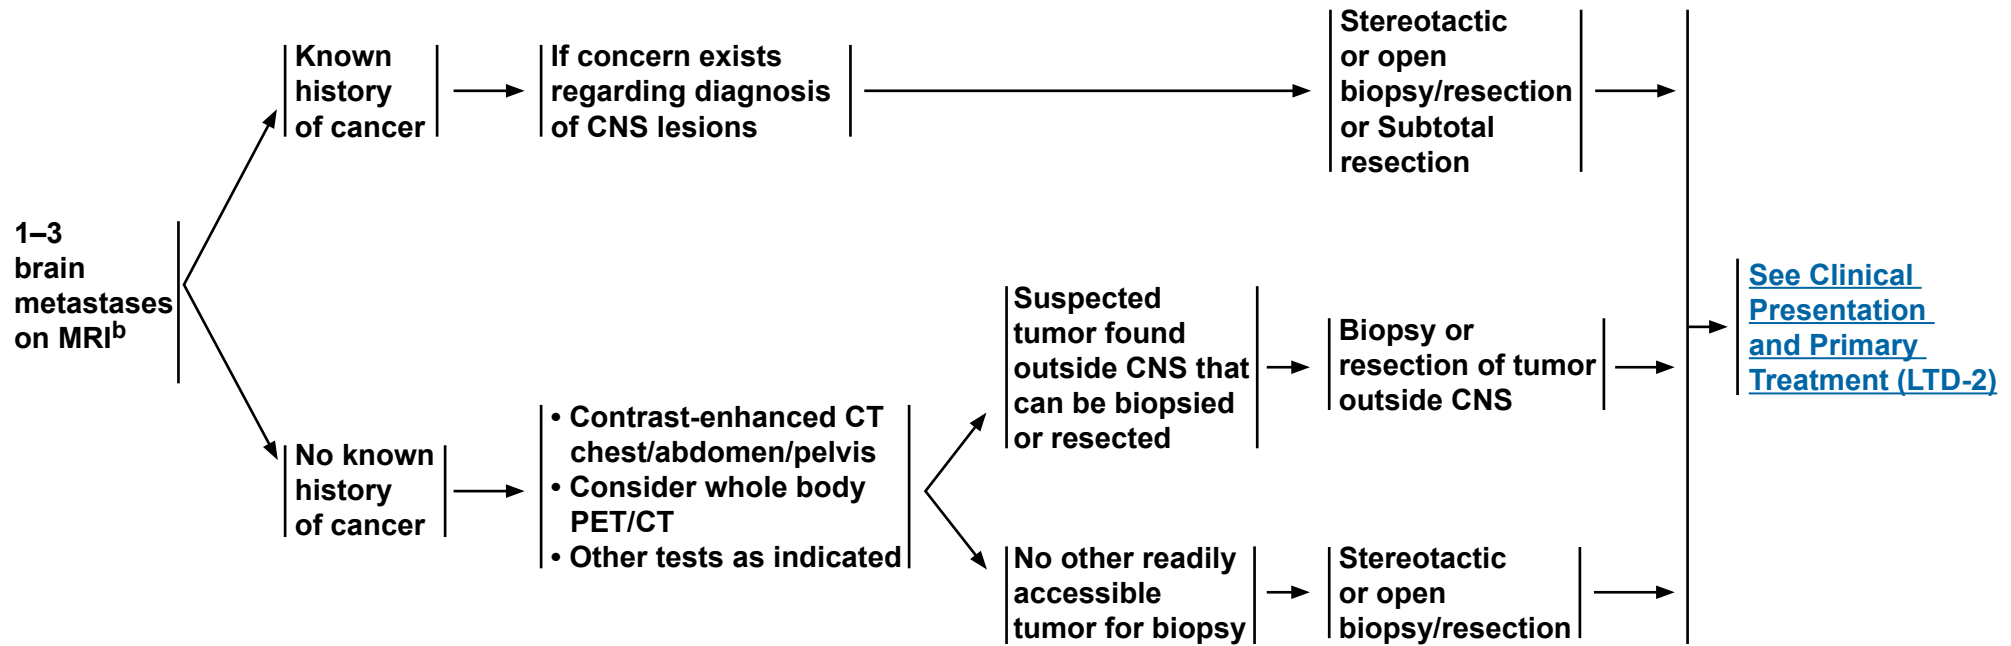 1–3
brain
metastases
on MRIb
Known
history
of cancer
If concern exists
regarding diagnosis
of CNS lesions
Stereotactic
or open
biopsy/resection
or Subtotal
resection
No known
history
of cancer
• Contrast-enhanced CT
chest/abdomen/pelvis
• Consider whole body
PET/CT
• Other tests as indicated
Suspected
tumor found
outside CNS that
can be biopsied
or resected
Biopsy or
resection of tumor
outside CNS
No other readily
accessible
tumor for biopsy
Stereotactic
or open
biopsy/resection
See Clinical
Presentation
and Primary
Treatment (LTD-2)